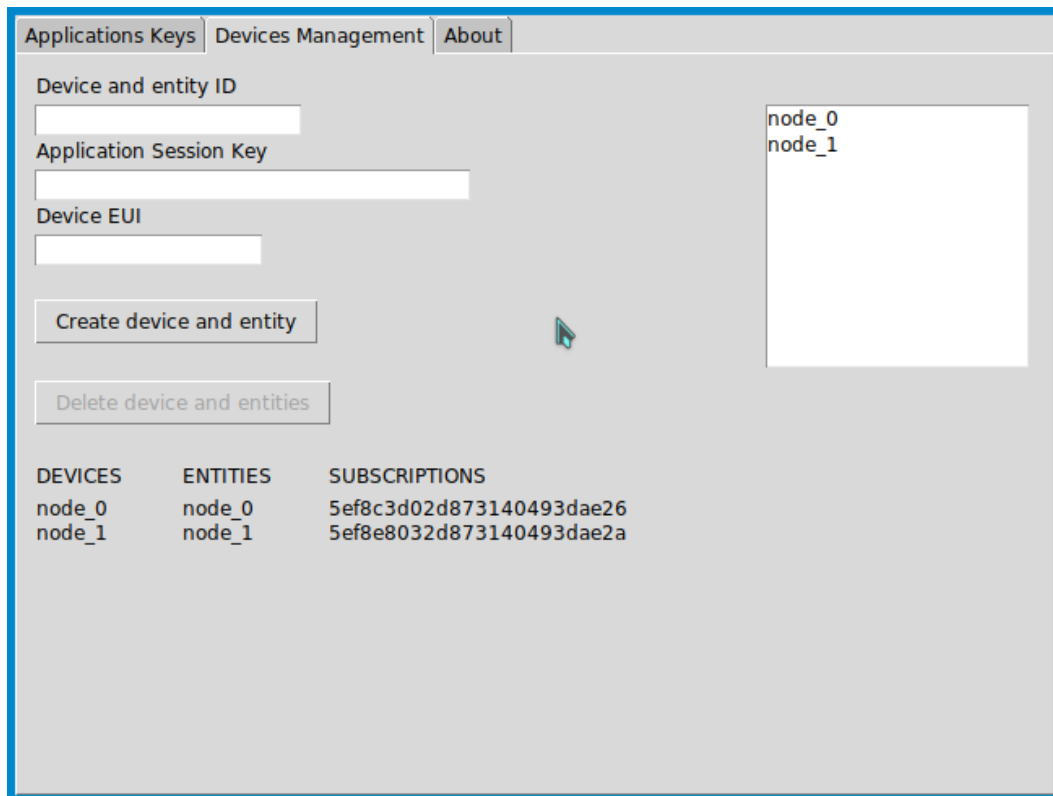 Applications Keys Devices Management About
Device and entity ID
node_0
node_1
Application Session Key
Device EUI
Create device and entity
Delete device and entities
DEVICES ENTITIES SUBSCRIPTIONS
node_0 node_0 5ef8c3d02d873140493dae26
node_1 node_1 5ef8e8032d873140493dae2a